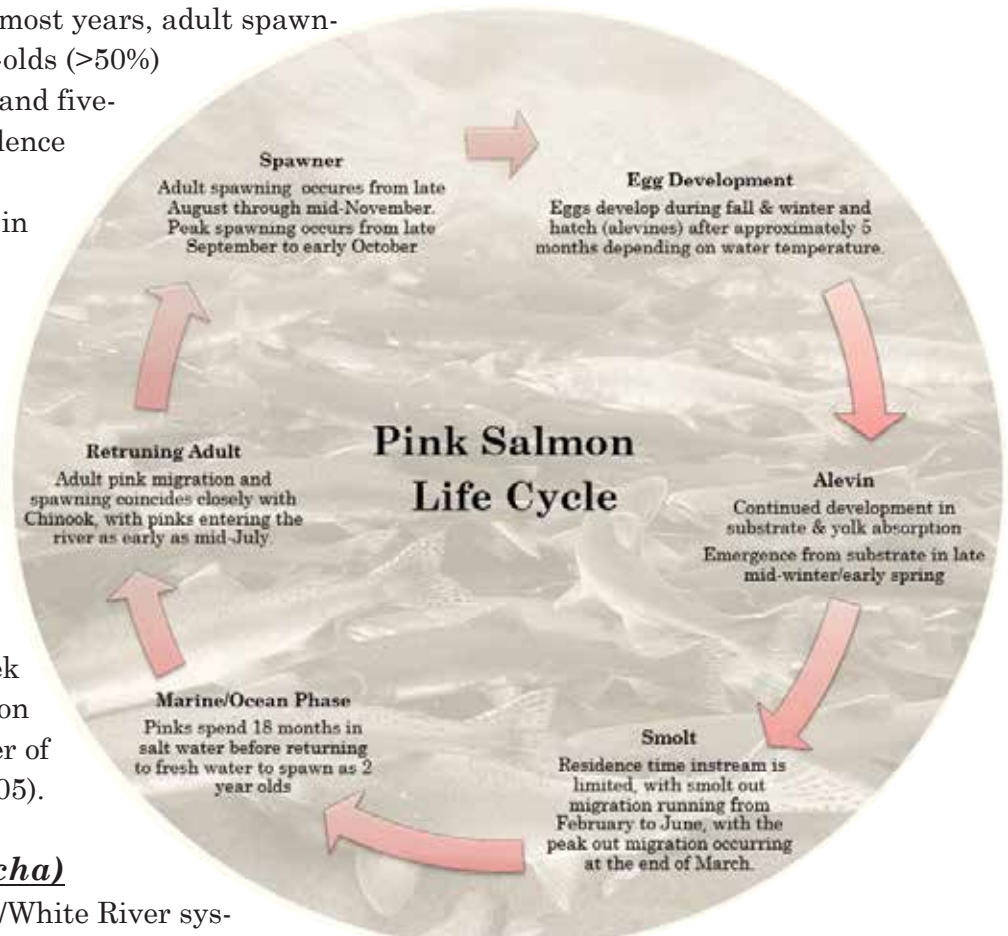 most years, adult spawn-
olds (>50%)
and five-
lence
in
ek
on
er of
05).
cha)
/White River sys-
Pink Salmon
Life Cycle
Spawner
Adult spawning occures from late
August through mid-November.
Peak spawning occurs from late
September to early October
Egg Development
Eggs develop during fall & winter and
hatch (alevines) after approximately 5
months depending on water temperature.
Alevin
Continued development in
substrate & yolk absorption
Emergence from substrate in late
mid-winter/early spring
Smolt
Residence time instream is
limited, with smolt out
migration running from
February to June, with the
peak out migration occurring
at the end of March.
Marine/Ocean Phase
Pinks spend 18 months in
salt water before returning
to fresh water to spawn as 2
year olds
Retruning Adult
Adult pink migration and
spawning coincides closely with
Chinook, with pinks entering the
river as early as mid-July